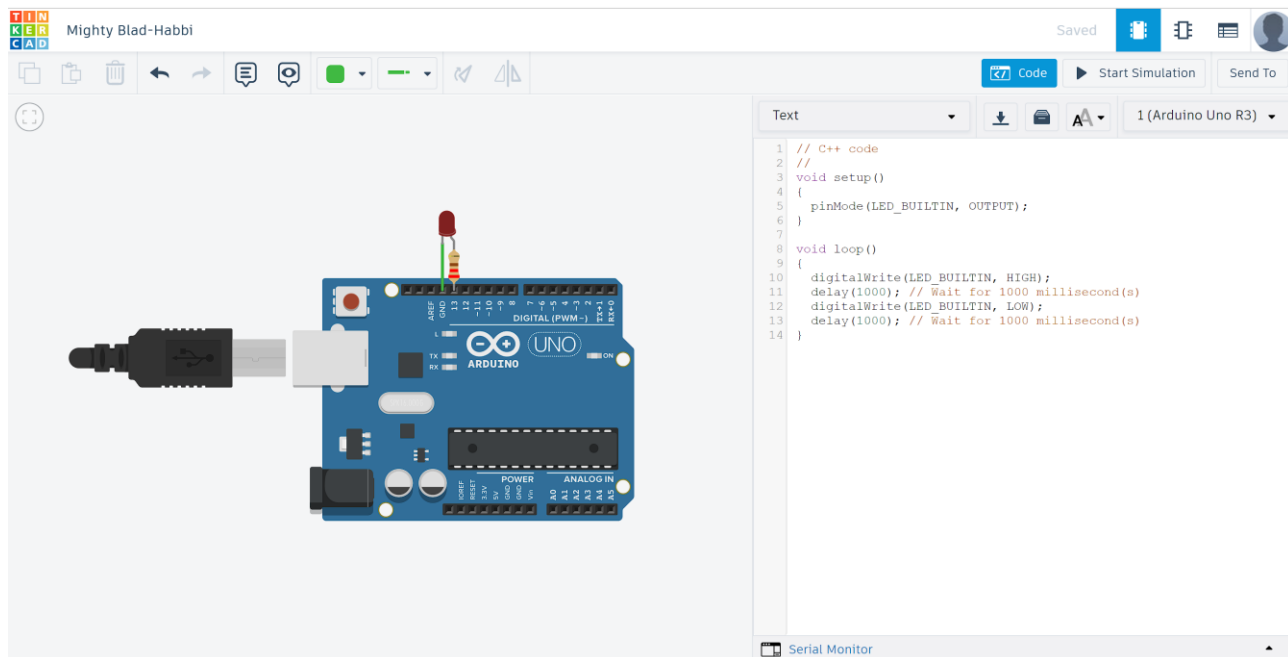 TIN
KER
CAD
Mighty Blad-Habbi
Saved
Code
Start Simulation
Send To
Text
AA
1 (Arduino Uno R3)
1 // C++ code
2 //
3 void setup()
4 {
5 pinMode(LED_BUILTIN, OUTPUT);
6 }
7
8 void loop()
9 {
10 digitalWrite(LED_BUILTIN, HIGH);
11 delay(1000); // Wait for 1000 millisecond(s)
12 digitalWrite(LED_BUILTIN, LOW);
13 delay(1000); // Wait for 1000 millisecond(s)
14 }
AREF
GND
13
12
~11
~10
~9
8
7
~6
~5
4
~3
2
TX→1
RX←0
DIGITAL (PWM~)
L
TX
RX
UNO
ARDUINO
ON
POWER
ANALOG IN
IOREF
RESET
3.3V
5V
GND
GND
Vin
A0
A1
A2
A3
A4
A5
Serial Monitor